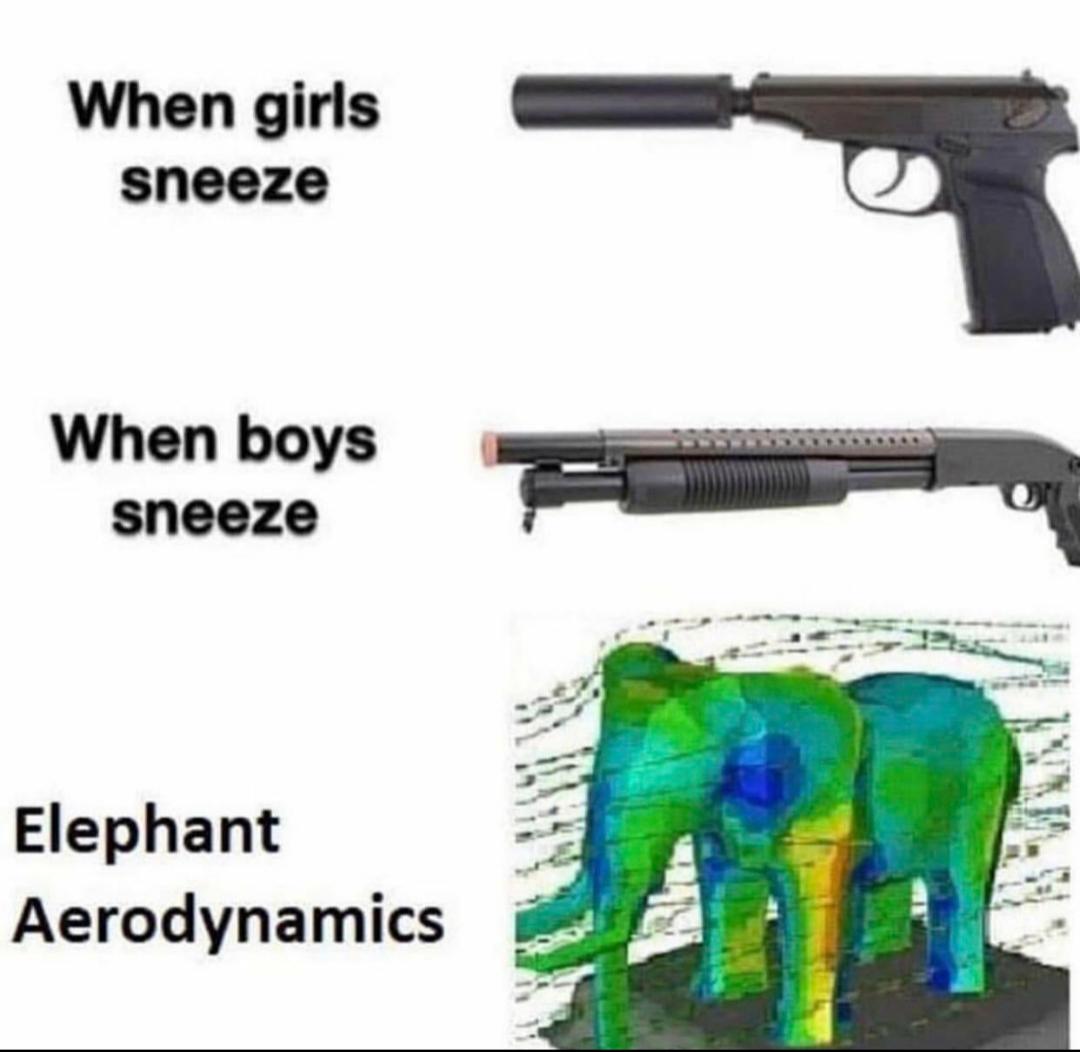 When girls
sneeze
When boys
sneeze
Elephant
Aerodynamics